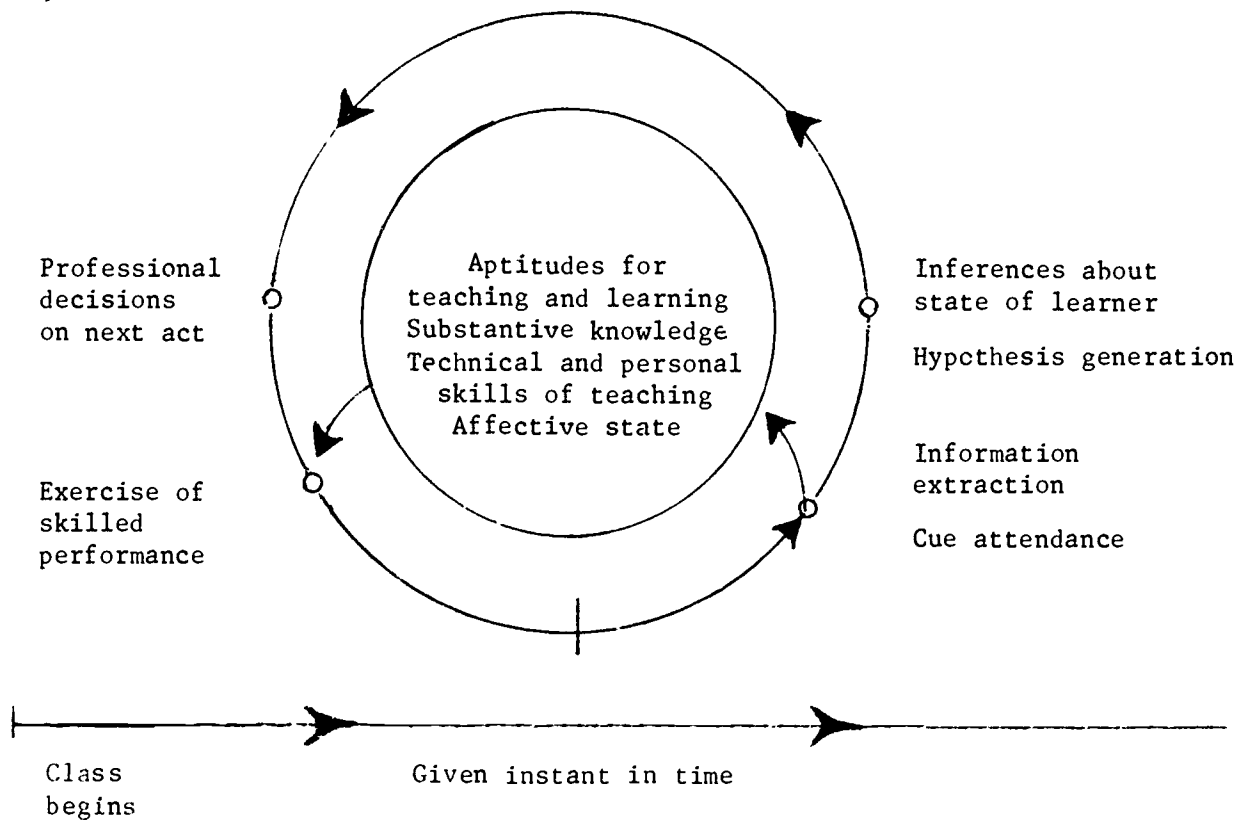 Professional
decisions
on next act
Exercise of
skilled
performance
Aptitudes for
teaching and learning
Substantive knowledge
Technical and personal
skills of teaching
Affective state
Inferences about
state of learner
Hypothesis generation
Information
extraction
Cue attendance
Class
begins
Given instant in time